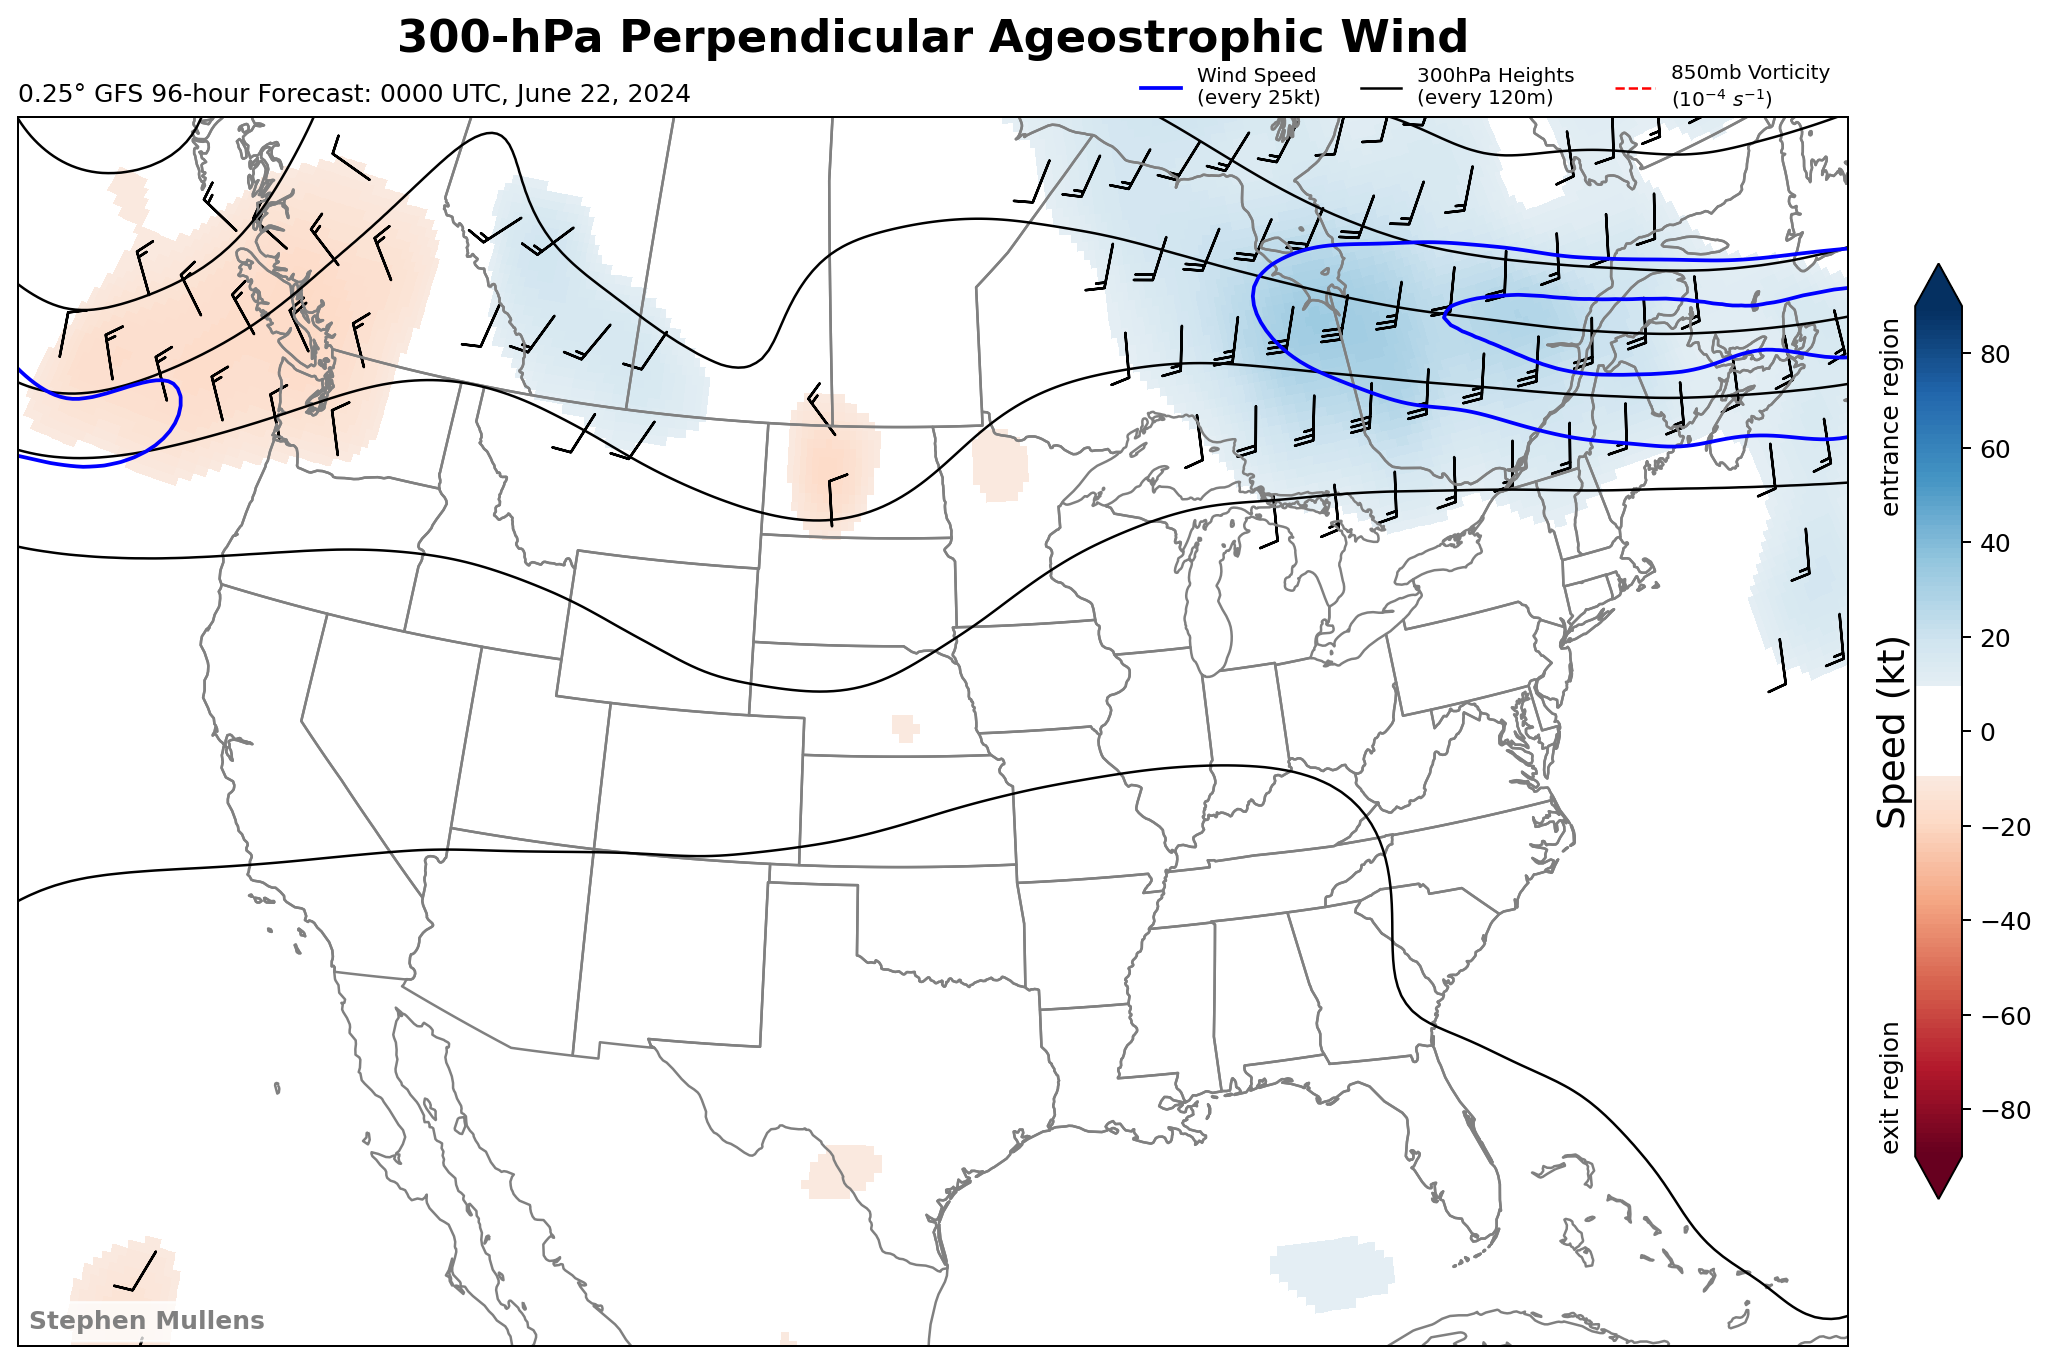 300-hPa Perpendicular Ageostrophic Wind
0.25° GFS 96-hour Forecast: 0000 UTC, June 22, 2024
Wind Speed
(every 25kt)
300hPa Heights
(every 120m)
850mb Vorticity
(10⁻⁴ s⁻¹)
entrance region
Speed (kt)
exit region
80
60
40
20
0
−20
−40
−60
−80
Stephen Mullens